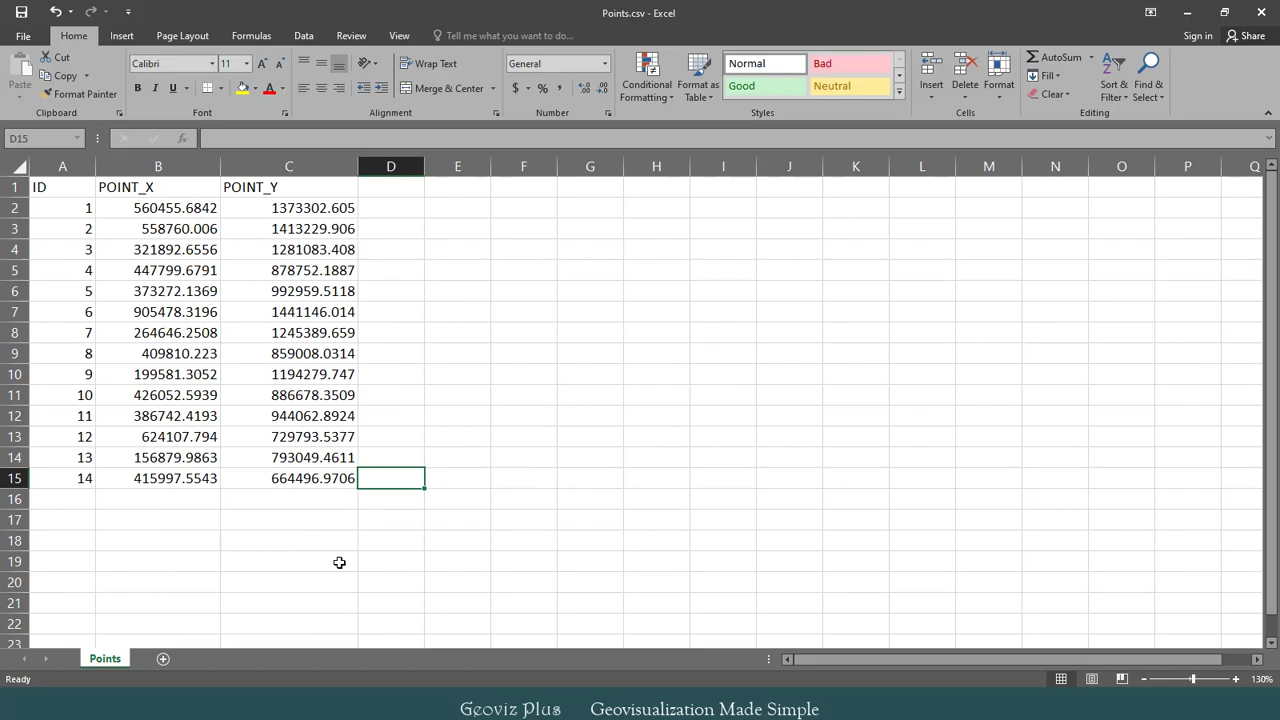 Points.csv - Excel
File Home Insert Page Layout Formulas Data Review View Tell me what you want to do... Sign in Share
Cut
Copy
Format Painter
Paste
Clipboard
Calibri 11
B I U
Font
Wrap Text
Merge & Center
Alignment
General
$ % ,
Number
Conditional Formatting
Format as Table
Normal Bad
Good Neutral
Styles
Insert Delete Format
Cells
AutoSum
Fill
Clear
Sort & Filter
Find & Select
Editing
D15 fx
A B C D E F G H I J K L M N O P Q
1 ID POINT_X POINT_Y
2 1 560455.6842 1373302.605
3 2 558760.006 1413229.906
4 3 321892.6556 1281083.408
5 4 447799.6791 878752.1887
6 5 373272.1369 992959.5118
7 6 905478.3196 1441146.014
8 7 264646.2508 1245389.659
9 8 409810.223 859008.0314
10 9 199581.3052 1194279.747
11 10 426052.5939 886678.3509
12 11 386742.4193 944062.8924
13 12 624107.794 729793.5377
14 13 156879.9863 793049.4611
15 14 415997.5543 664496.9706
16
17
18
19
20
21
22
23
Points
Ready 130%
Geoviz Plus Geovisualization Made Simple